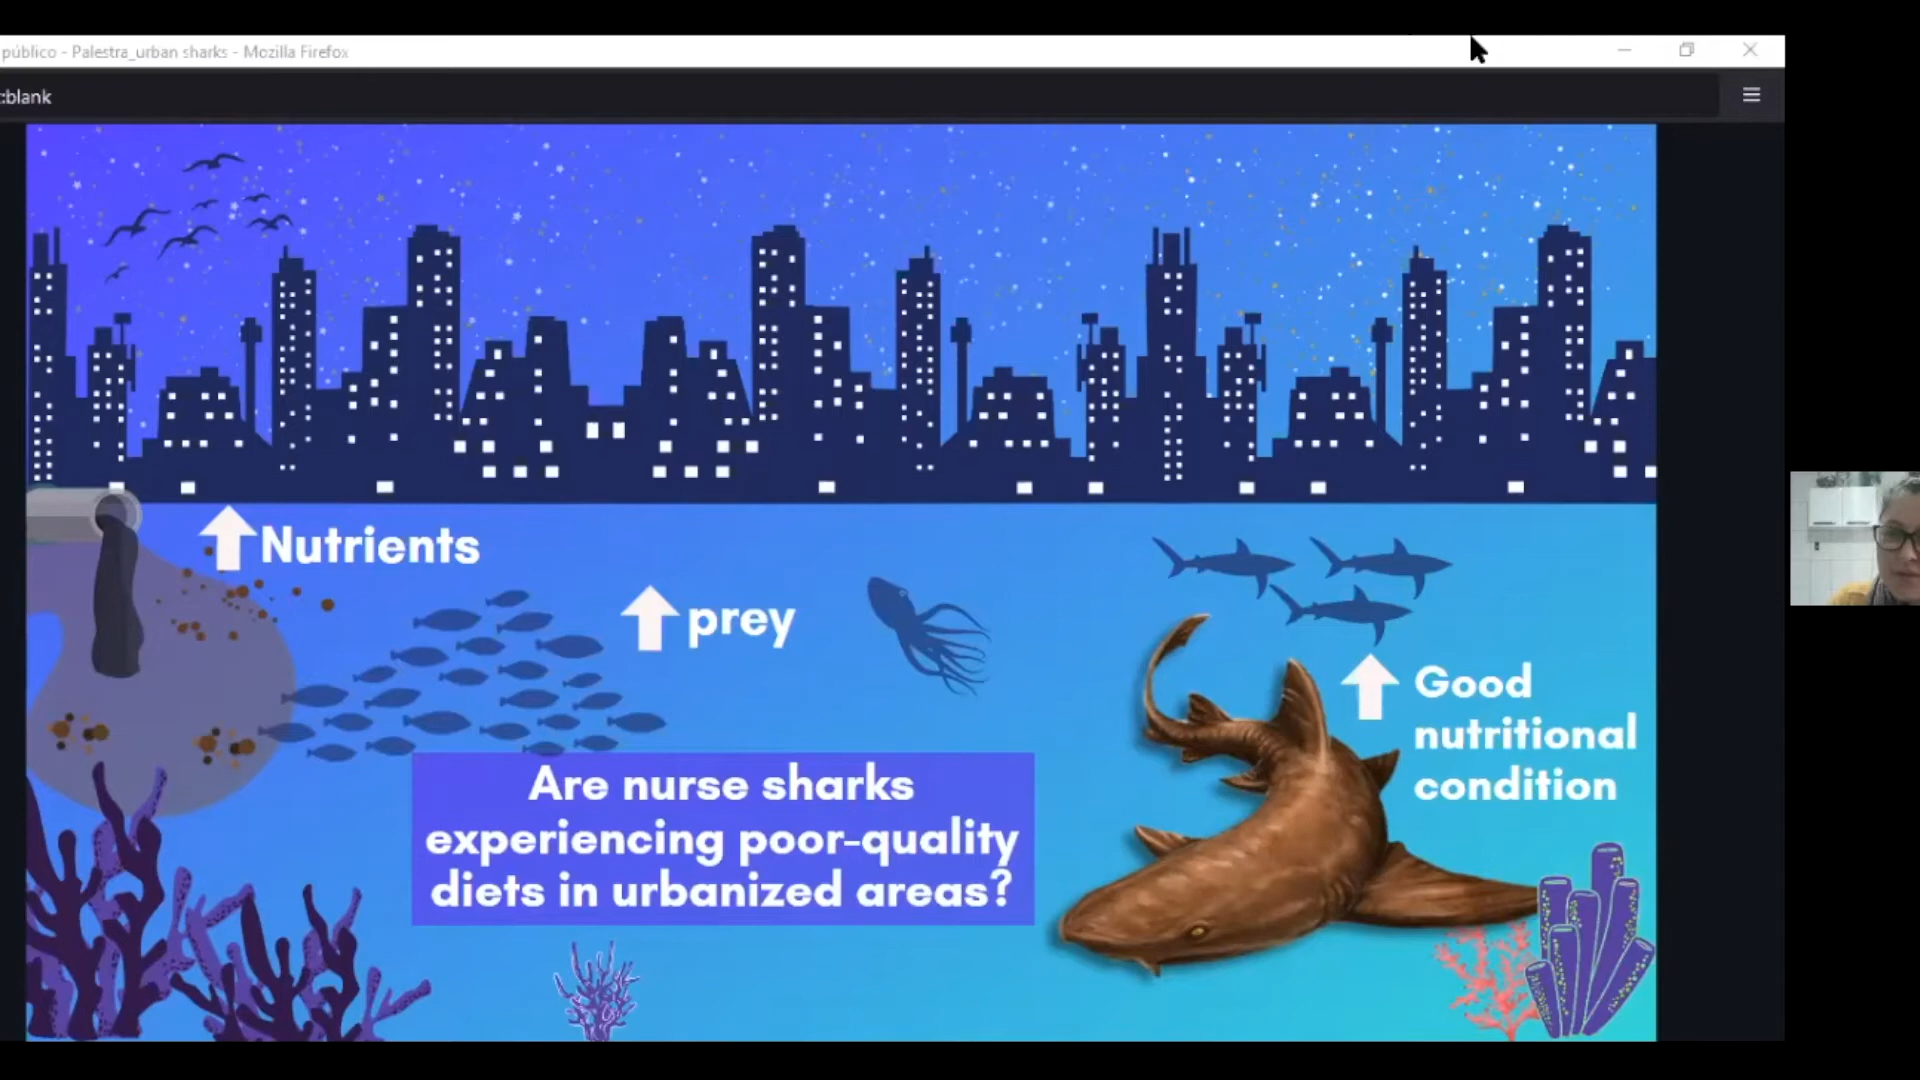 público - Palestra_urban sharks - Mozilla Firefox
:blank
Nutrients
prey
Good
nutritional
condition
Are nurse sharks
experiencing poor-quality
diets in urbanized areas?